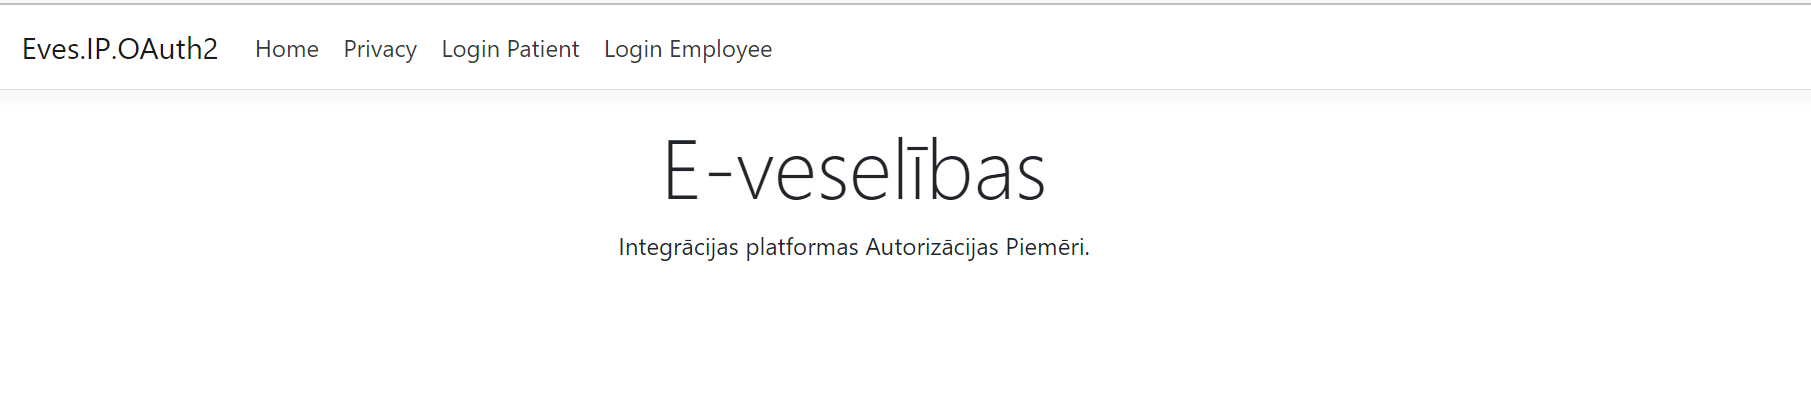 Eves.IP.OAuth2 Home Privacy Login Patient Login Employee
E-veselības
Integrācijas platformas Autorizācijas Piemēri.